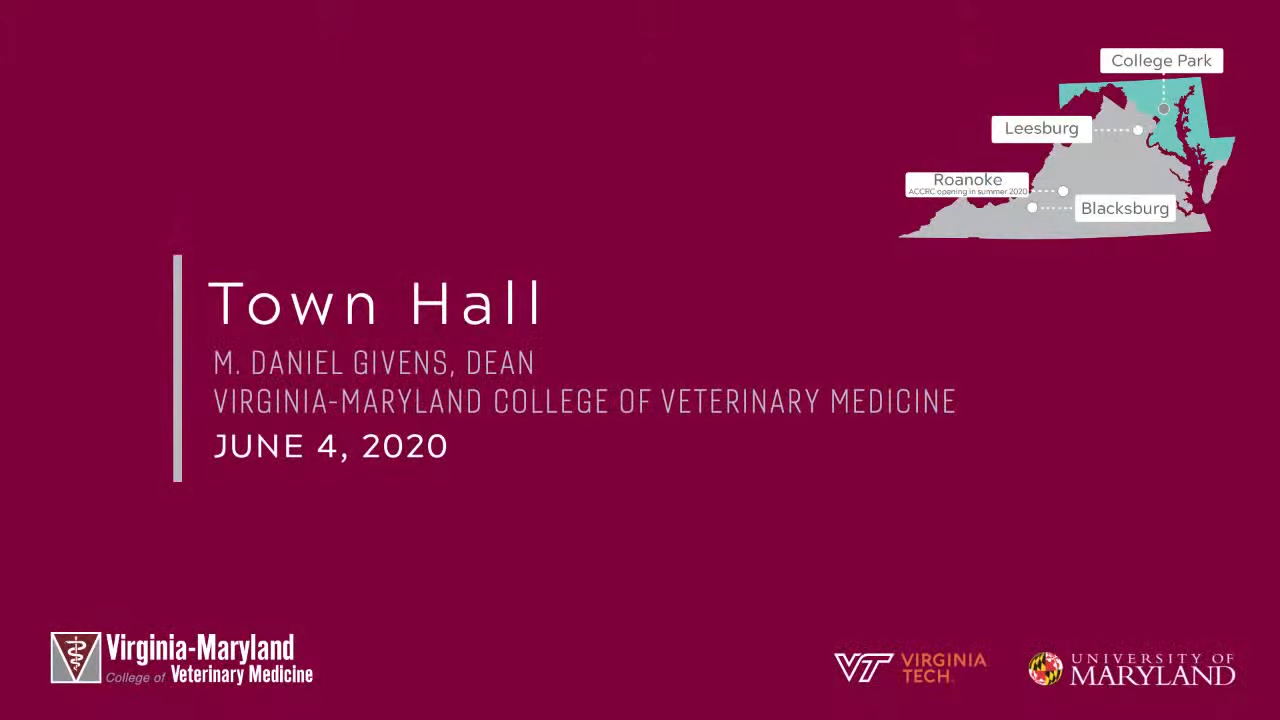 College Park
Leesburg
Roanoke
ACCRC opening in summer 2020
Blacksburg
Town Hall
M. DANIEL GIVENS, DEAN
VIRGINIA-MARYLAND COLLEGE OF VETERINARY MEDICINE
JUNE 4, 2020
Virginia-Maryland
College of Veterinary Medicine
VT VIRGINIA
TECH
UNIVERSITY OF
MARYLAND